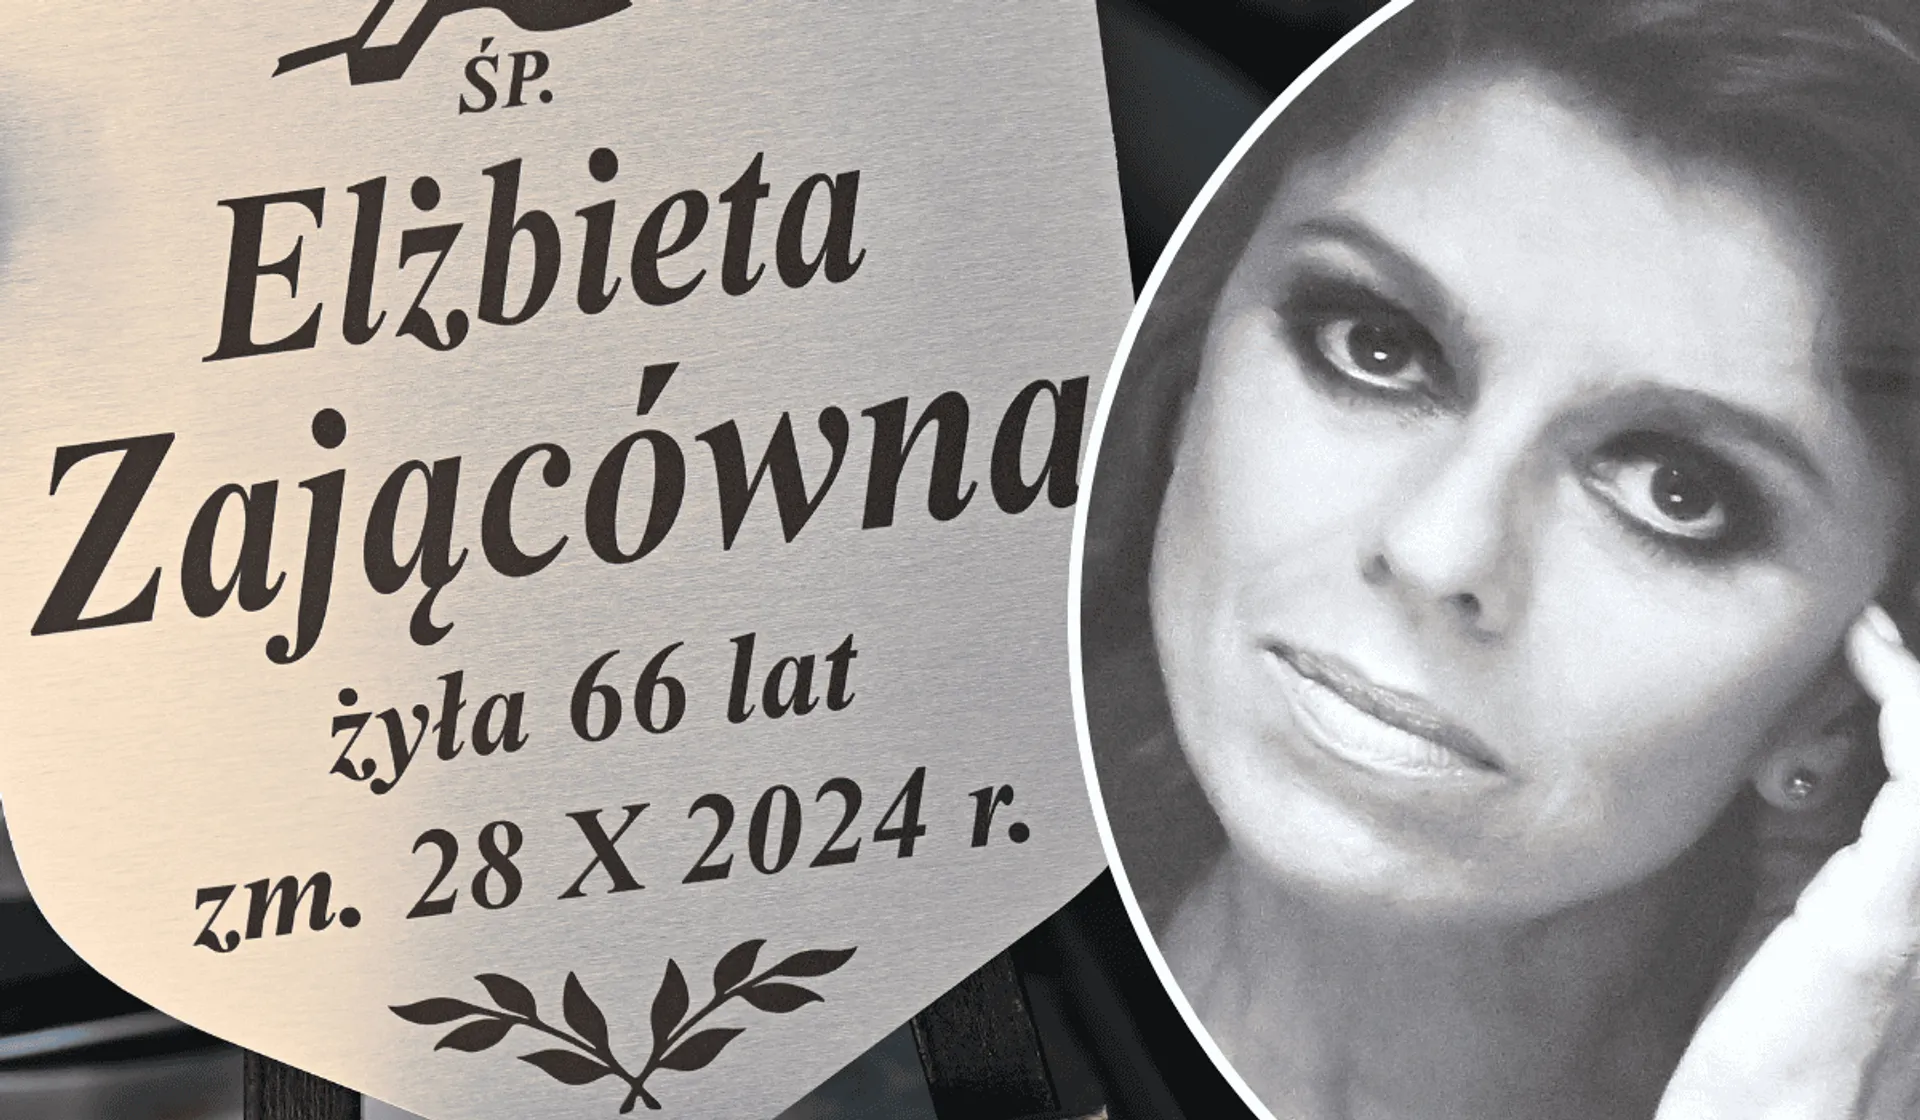 ŚP.
Elżbieta
Zającówna
żyła 66 lat
zm. 28 X 2024 r.